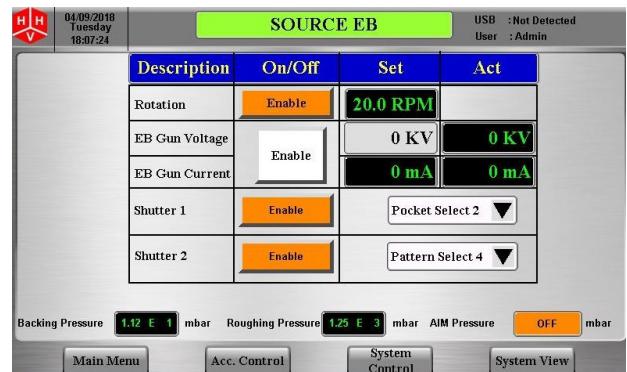 HH
V
04/09/2018
Tuesday
18:07:24
SOURCE EB
USB :Not Detected
User : Admin
Description On/Off Set Act
Rotation Enable 20.0 RPM
EB Gun Voltage 0 KV 0 KV
Enable
EB Gun Current 0 mA 0 mA
Shutter 1 Enable Pocket Select 2
Shutter 2 Enable Pattern Select 4
Backing Pressure 1.12 E 1 mbar Roughing Pressure 1.25 E 3 mbar AIM Pressure OFF mbar
Main Menu Acc. Control System Control System View